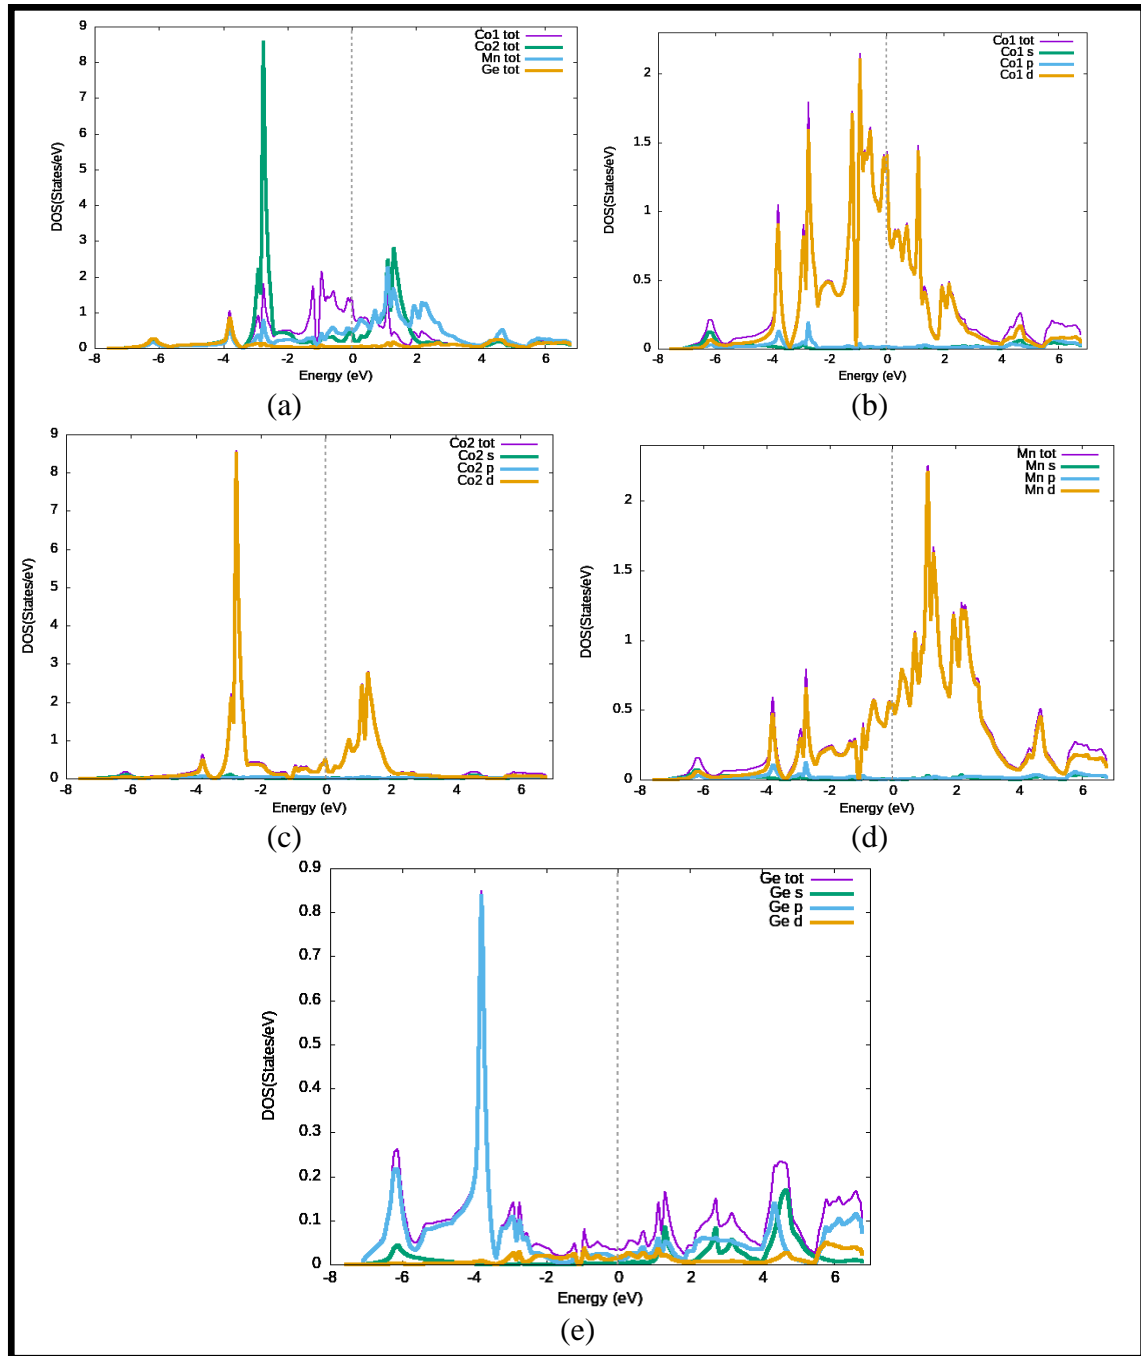 Co1 tot
Co2 tot
Mn tot
Ge tot
9
8
7
6
5
4
3
2
1
0
DOS(States/eV)
-8 -6 -4 -2 0 2 4 6
Energy (eV)
(a)
Co1 tot
Co1 s
Co1 p
Co1 d
2
1.5
1
0.5
0
DOS(States/eV)
-8 -6 -4 -2 0 2 4 6
Energy (eV)
(b)
Co2 tot
Co2 s
Co2 p
Co2 d
9
8
7
6
5
4
3
2
1
0
DOS(States/eV)
-8 -6 -4 -2 0 2 4 6
Energy (eV)
(c)
Mn tot
Mn s
Mn p
Mn d
2
1.5
1
0.5
0
DOS(States/eV)
-8 -6 -4 -2 0 2 4 6
Energy (eV)
(d)
Ge tot
Ge s
Ge p
Ge d
0.9
0.8
0.7
0.6
0.5
0.4
0.3
0.2
0.1
0
DOS(States/eV)
-8 -6 -4 -2 0 2 4 6
Energy (eV)
(e)